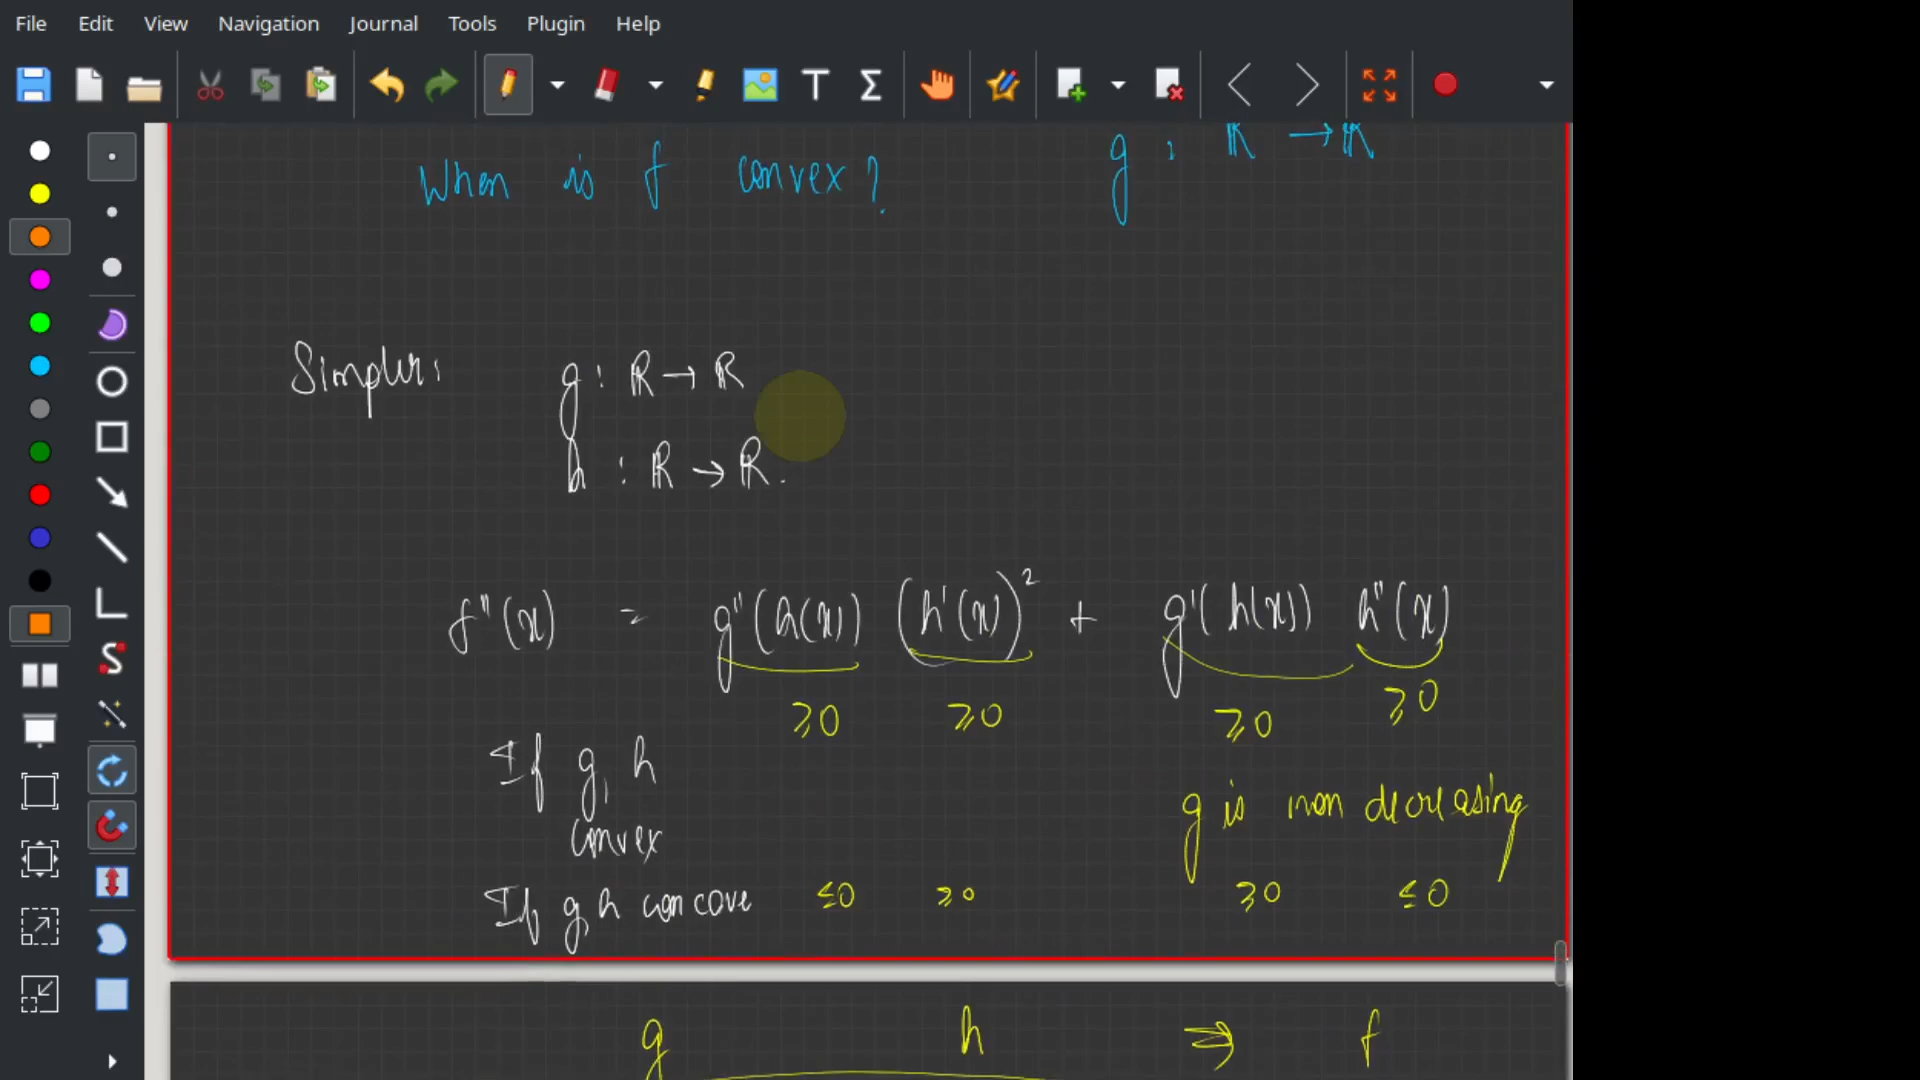 File Edit View Navigation Journal Tools Plugin Help
When is f convex? g : ℝ → ℝ
Simpler: g : ℝ → ℝ
h : ℝ → ℝ.
f''(x) = g''(h(x)) (h'(x))² + g'(h(x)) h''(x)
≥0 ≥0 ≥0 ≥0
If g, h
convex
g is non decreasing
If g, h concave ≤0 ≥0 ≥0 ≤0
g h ⇒ f